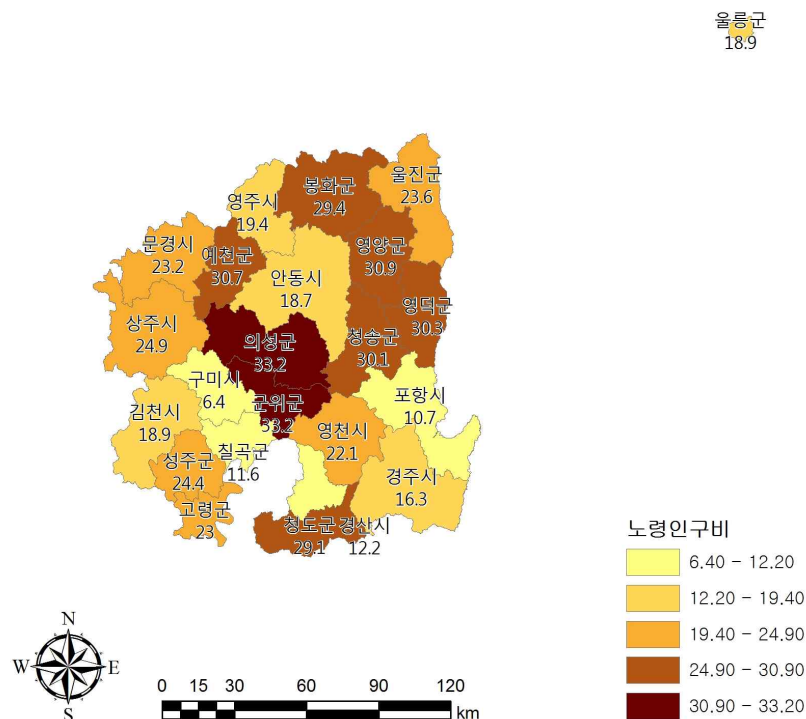 울릉군
18.9
봉화군
29.4
울진군
23.6
영주시
19.4
문경시
23.2
예천군
30.7
영양군
30.9
안동시
18.7
영덕군
30.3
상주시
24.9
의성군
33.2
청송군
30.1
구미시
6.4
군위군
33.2
포항시
10.7
김천시
18.9
영천시
22.1
칠곡군
11.6
성주군
24.4
경주시
16.3
고령군
23
청도군
29.1
경산시
12.2
노령인구비
6.40 - 12.20
12.20 - 19.40
19.40 - 24.90
24.90 - 30.90
30.90 - 33.20
N
W
E
S
0 15 30 60 90 120
km